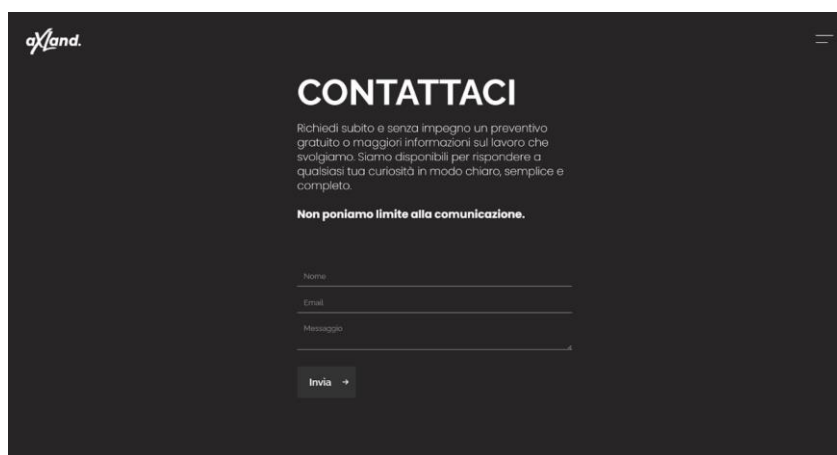 aXLand.
CONTATTACI
Richiedi subito e senza impegno un preventivo
gratuito o maggiori informazioni sul lavoro che
svolgiamo. Siamo disponibili per rispondere a
qualsiasi tua curiosità in modo chiaro, semplice e
completo.
Non poniamo limite alla comunicazione.
Nome
Email
Messaggio
Invia →